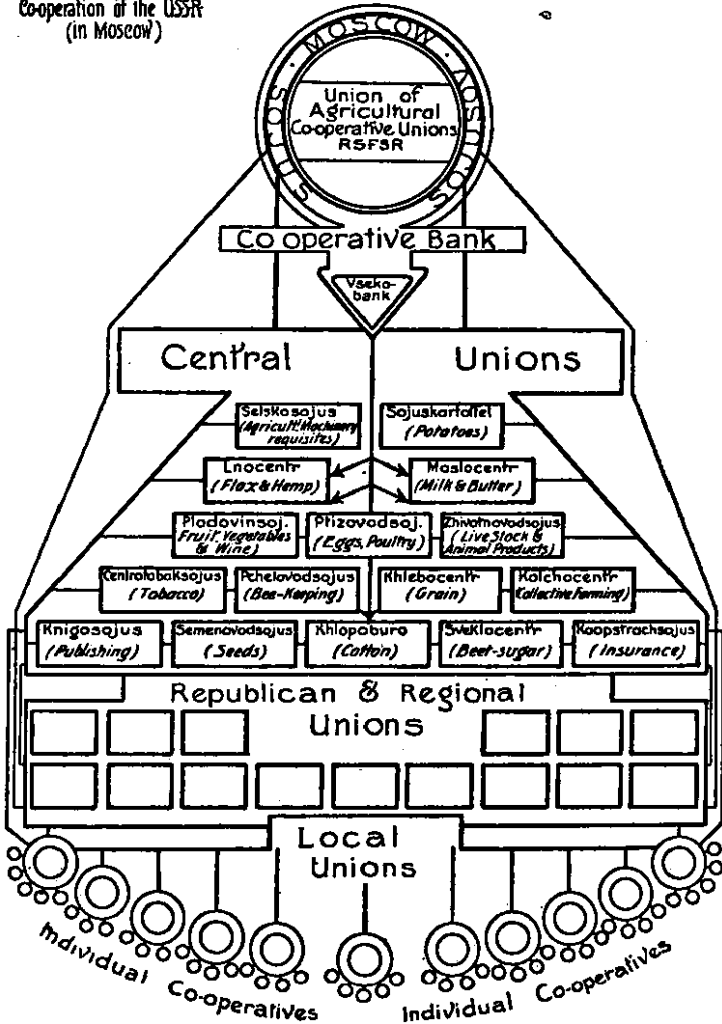 Co-operation of the USSR
(in Moscow)
MOSCOW
Union of
Agricultural
Co-operative Unions
RSFSR
Co operative Bank
Vseko-
bank
Central Unions
Selskosojus
(Agricult. Machinery
requisites)
Sojuskartoffel
(Potatoes)
Lnocentr
(Flax & Hemp)
Maslocentr
(Milk & Butter)
Plodovinsoj.
Fruit, Vegetables
& Wine)
Ptizovodsoj.
(Eggs, Poultry)
Zhivotnovodsojus
(Live Stock &
Animal Products)
Centrotabaksojus
(Tobacco)
Pchelovodsojus
(Bee-Keeping)
Khlebocentr
(Grain)
Kolchocentr
Collective Farming)
Knigosojus
(Publishing)
Semenovodsojus
(Seeds)
Khlopoburo
(Cotton)
Sveklocentr
(Beet-sugar)
Koopstrachsojus
(Insurance)
Republican & Regional
Unions
Local
Unions
Individual Co-operatives
Individual Co-operatives